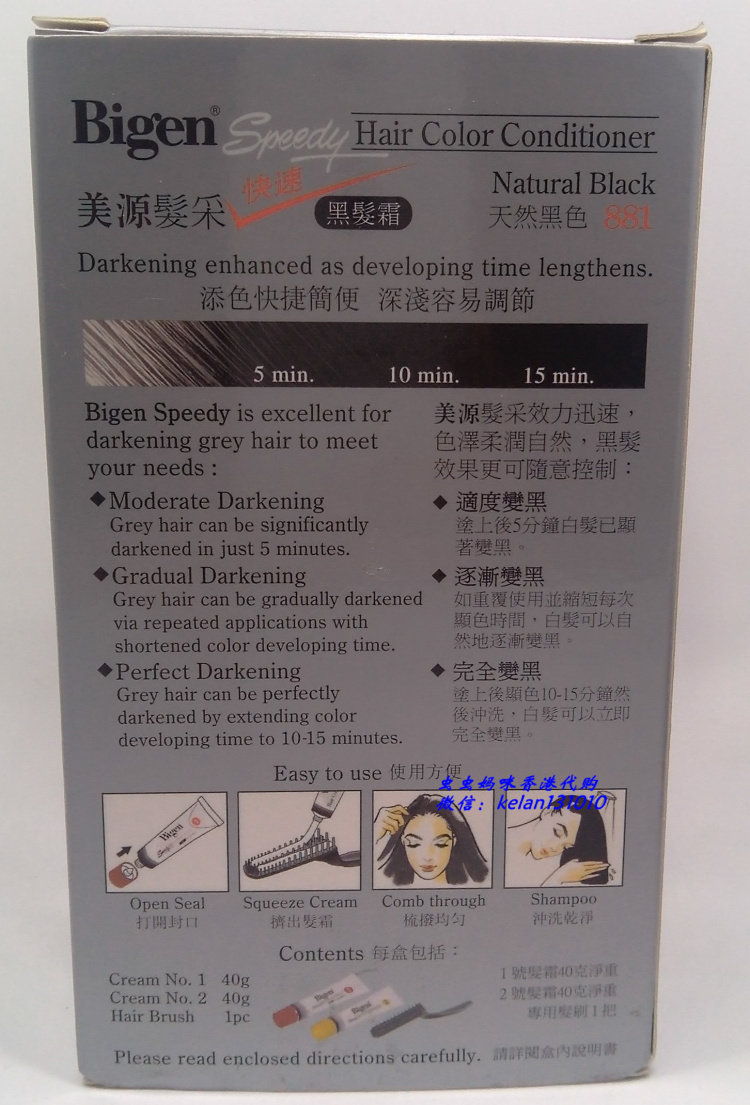 Bigen® Speedy Hair Color Conditioner
美源髮采 快速 黑髮霜
Natural Black
天然黑色 881
Darkening enhanced as developing time lengthens.
添色快捷簡便 深淺容易調節
5 min. 10 min. 15 min.
Bigen Speedy is excellent for
darkening grey hair to meet
your needs :
◆Moderate Darkening
Grey hair can be significantly
darkened in just 5 minutes.
◆Gradual Darkening
Grey hair can be gradually darkened
via repeated applications with
shortened color developing time.
◆Perfect Darkening
Grey hair can be perfectly
darkened by extending color
developing time to 10-15 minutes.
美源髮采效力迅速，
色澤柔潤自然，黑髮
效果更可隨意控制：
◆ 適度變黑
塗上後5分鐘白髮已顯
著變黑。
◆ 逐漸變黑
如重覆使用並縮短每次
顯色時間，白髮可以自
然地逐漸變黑。
◆ 完全變黑
塗上後顯色10-15分鐘然
後沖洗，白髮可以立即
完全變黑。
Easy to use 使用方便
虫虫妈咪香港代购
微信：kelan131010
Bigen
Open Seal
打開封口
Squeeze Cream
擠出髮霜
Comb through
梳撥均勻
Shampoo
沖洗乾淨
Contents 每盒包括：
Cream No. 1 40g
Cream No. 2 40g
Hair Brush 1pc
Bigen
Bigen
1 號髮霜40克淨重
2 號髮霜40克淨重
專用髮刷 1 把
Please read enclosed directions carefully. 請詳閱盒內說明書